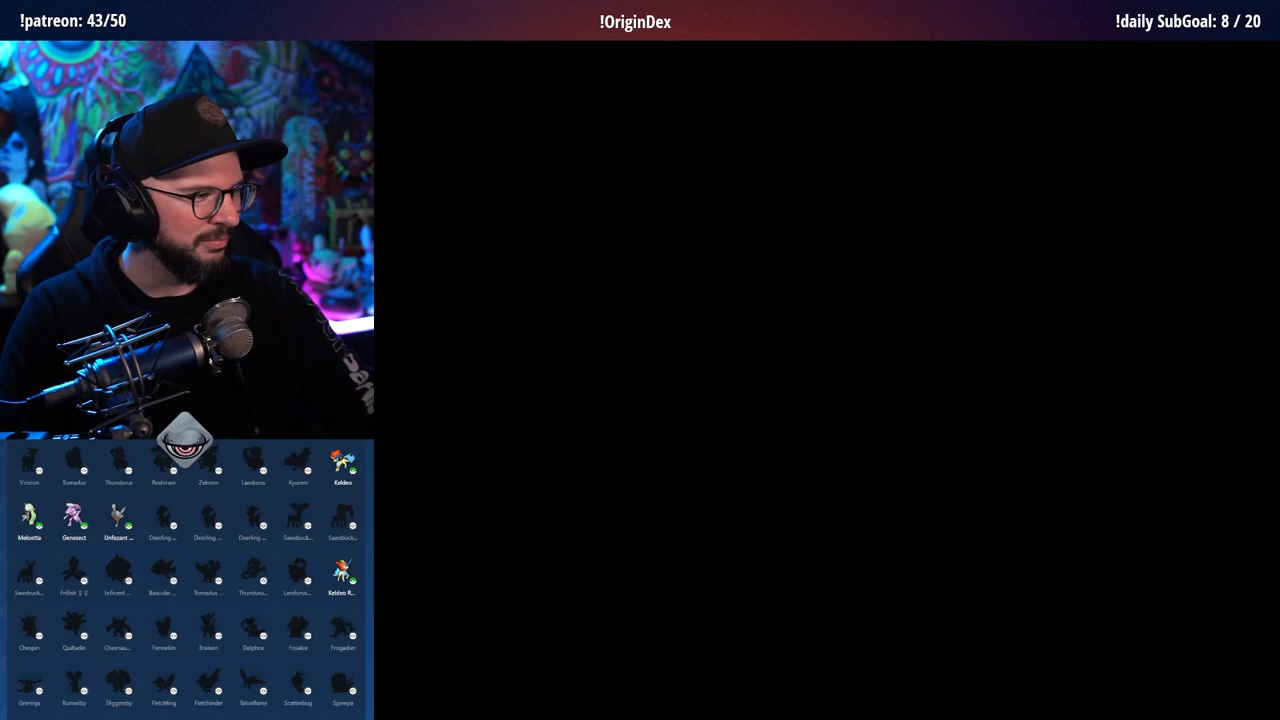 !patreon: 43/50
!OriginDex
!daily SubGoal: 8 / 20
Virizion Tornadus Thundurus Reshiram Zekrom Landorus Kyurem Keldeo
Meloetta Genesect Unfezant ... Deerling ... Deerling ... Deerling ... Sawsbuck... Sawsbuck...
Sawsbuck... Frillish ♀ ♀ Jellicent ... Basculin ... Tornadus ... Thunduru... Landorus... Keldeo R...
Chespin Quilladin Chesnau... Fennekin Braixen Delphox Froakie Frogadier
Greninja Bunnelby Diggersby Fletchling Fletchinder Talonflame Scatterbug Spewpa